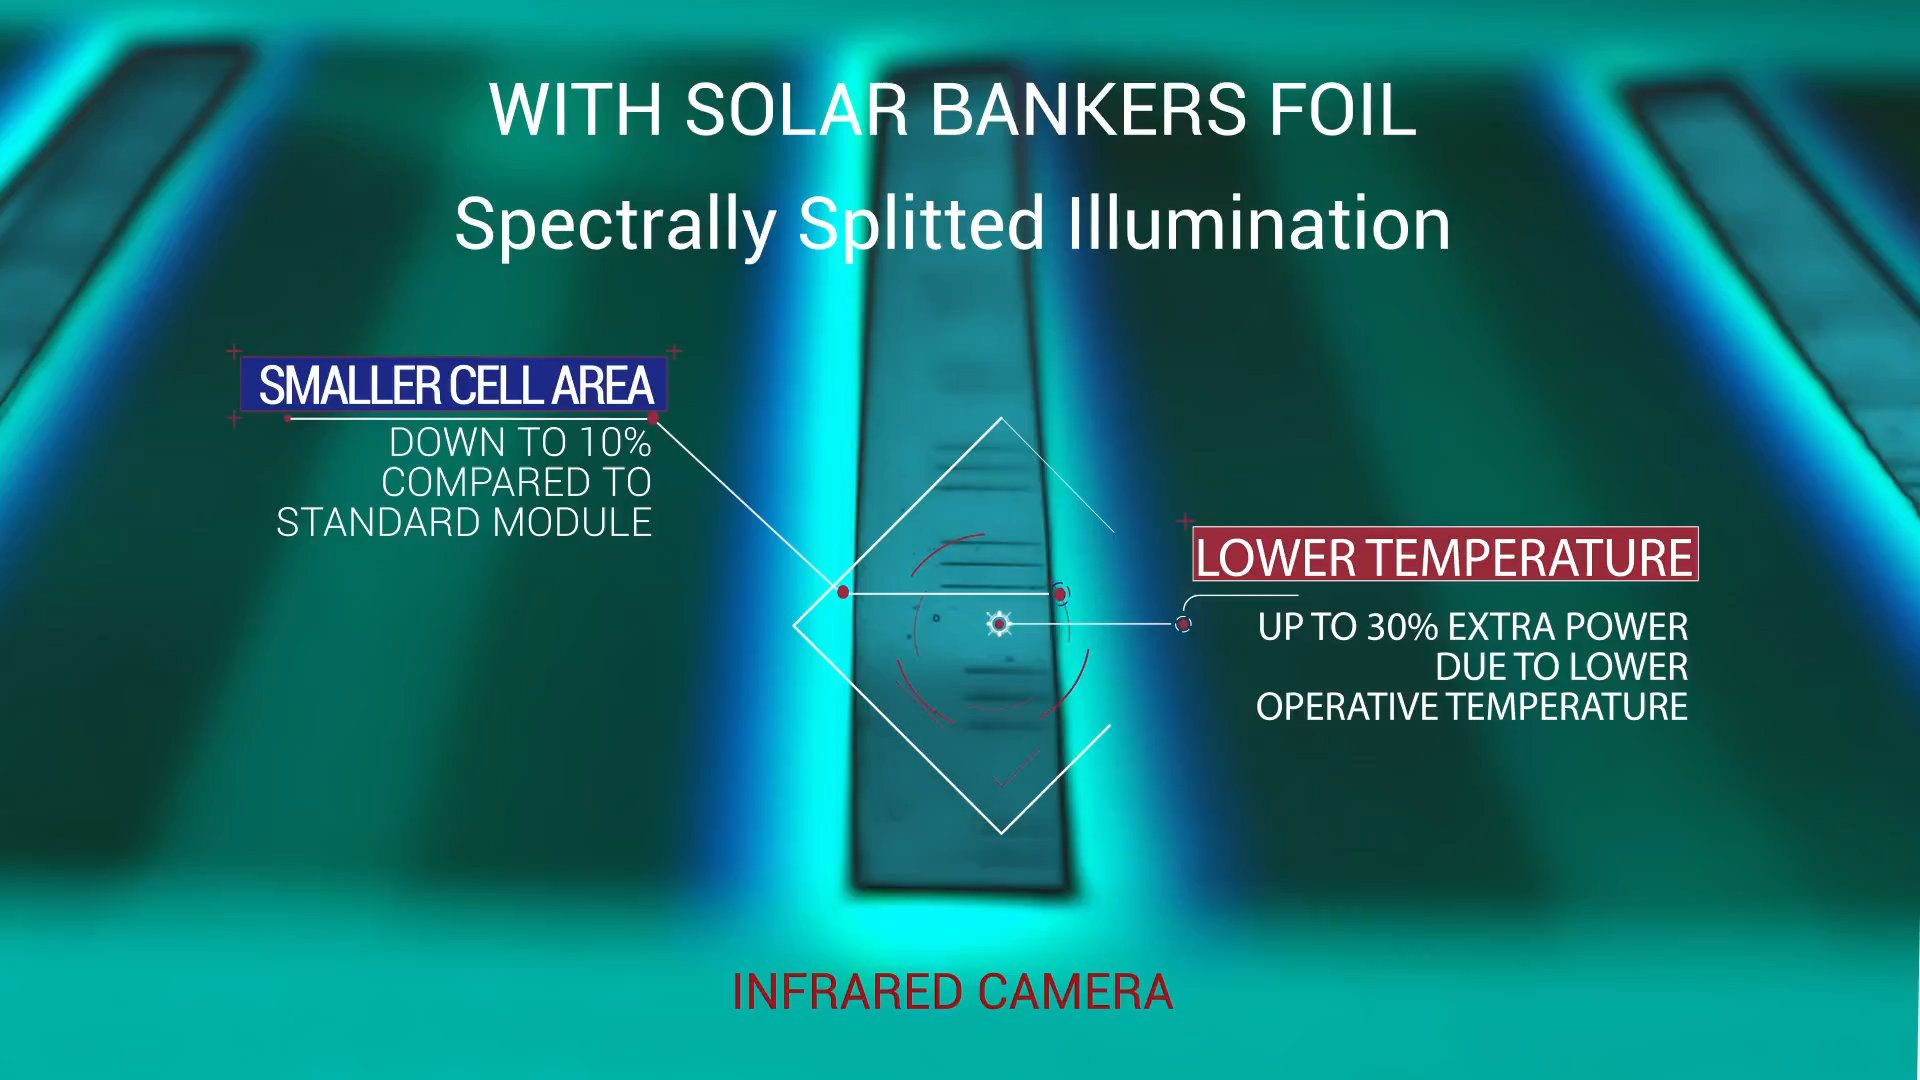 WITH SOLAR BANKERS FOIL
Spectrally Splitted Illumination
SMALLER CELL AREA
DOWN TO 10%
COMPARED TO
STANDARD MODULE
LOWER TEMPERATURE
UP TO 30% EXTRA POWER
DUE TO LOWER
OPERATIVE TEMPERATURE
INFRARED CAMERA